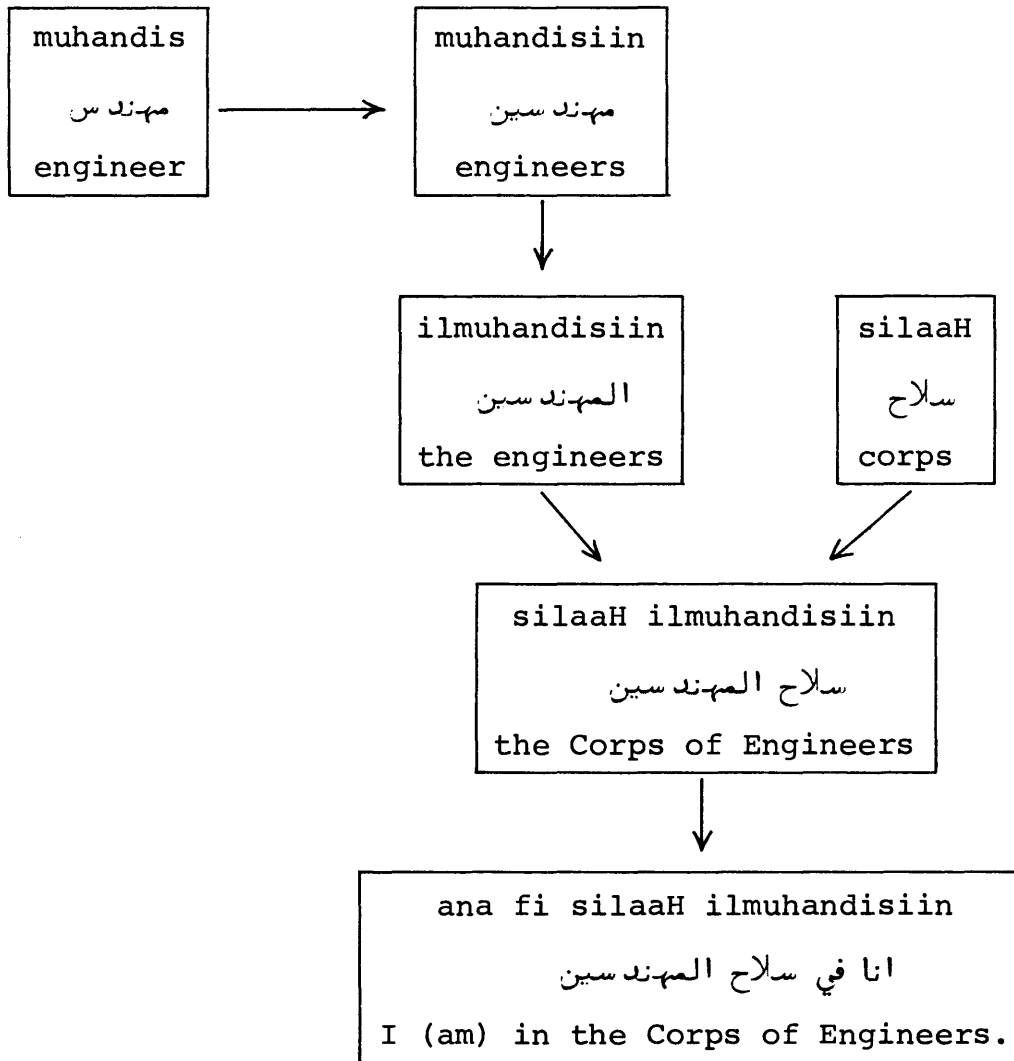 muhandis
مهندس
engineer
muhandisiin
مهندسين
engineers
ilmuhandisiin
المهندسين
the engineers
silaaH
سلاح
corps
silaaH ilmuhandisiin
سلاح المهندسين
the Corps of Engineers
ana fi silaaH ilmuhandisiin
انا في سلاح المهندسين
I (am) in the Corps of Engineers.